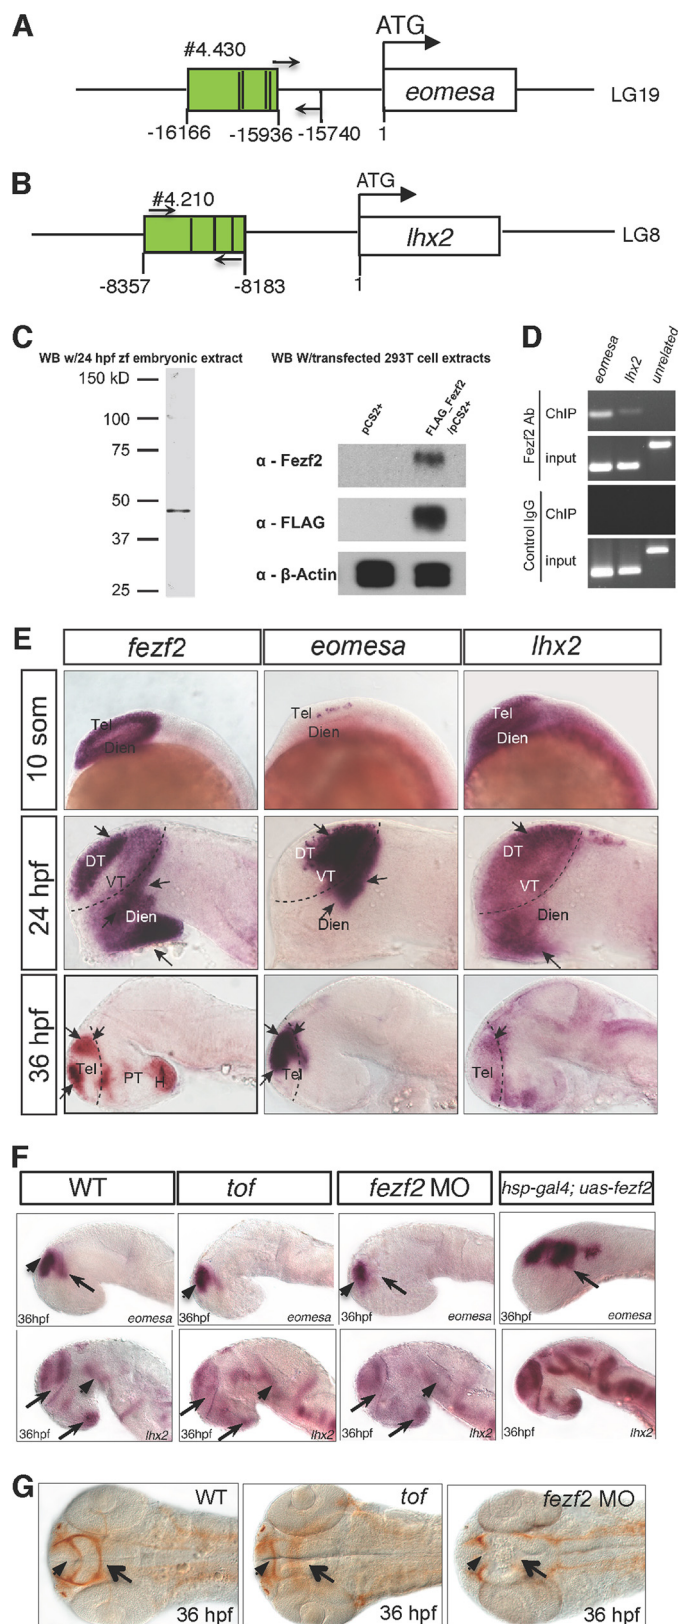 A
ATG
#4.430
eomesa
LG19
-16166
-15936
-15740
1
B
ATG
#4.210
lhx2
LG8
-8357
-8183
1
C
WB w/24 hpf zf embryonic extract
WB W/transfected 293T cell extracts
150 kD
100
75
50
37
25
pCS2+
FLAG_Fezf2
/pCS2+
α - Fezf2
α - FLAG
α - β-Actin
D
eomesa
lhx2
unrelated
Fezf2 Ab
ChIP
input
Control IgG
ChIP
input
E
fezf2
eomesa
lhx2
10 som
Tel
Dien
Tel
Dien
Tel
Dien
24 hpf
DT
VT
Dien
DT
VT
Dien
DT
VT
Dien
36 hpf
Tel
PT
H
Tel
Tel
F
WT
tof
fezf2 MO
hsp-gal4; uas-fezf2
36hpf
eomesa
36hpf
eomesa
36hpf
eomesa
36hpf
eomesa
36hpf
lhx2
36hpf
lhx2
36hpf
lhx2
36hpf
lhx2
G
WT
36 hpf
tof
36 hpf
fezf2 MO
36 hpf